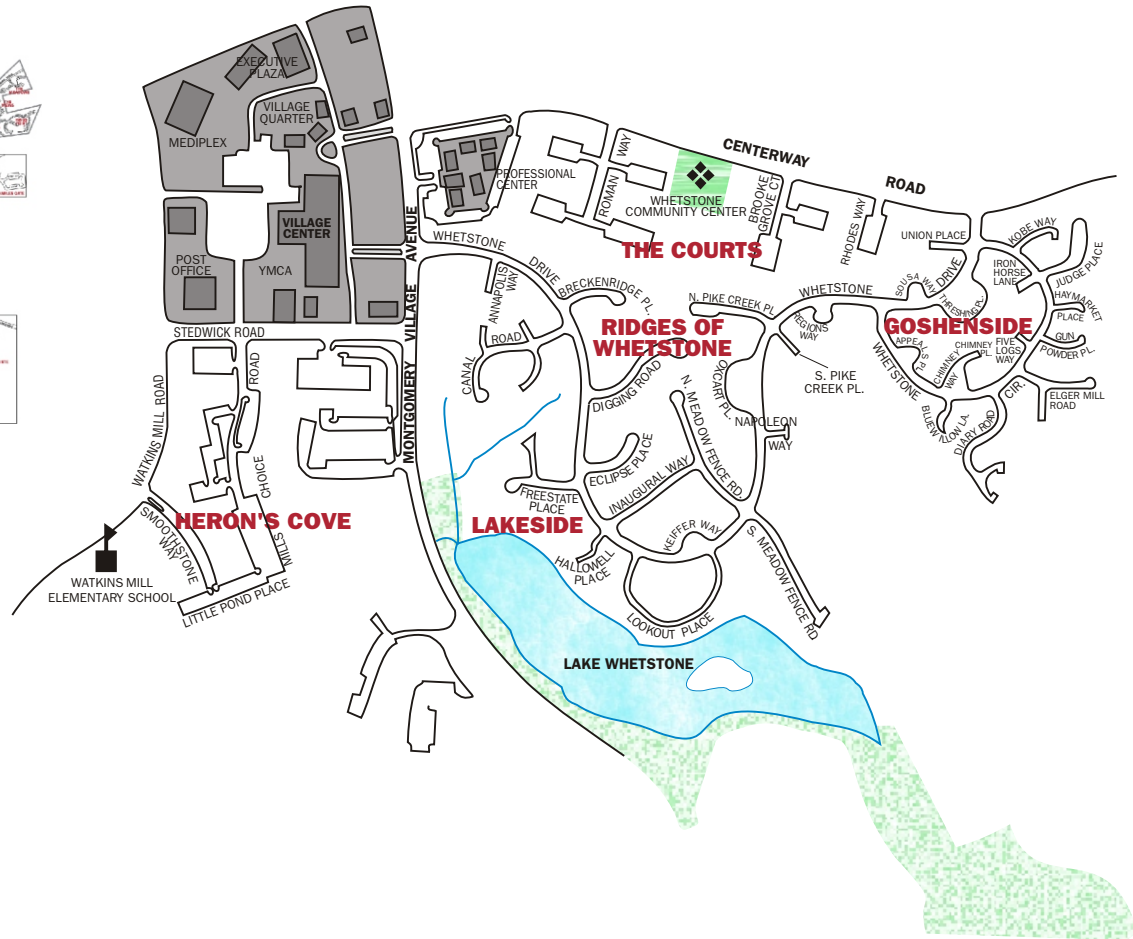 EXECUTIVE
PLAZA
VILLAGE
QUARTER
MEDIPLEX
VILLAGE
CENTER
POST
OFFICE
YMCA
STEDWICK ROAD
MONTGOMERY VILLAGE AVENUE
PROFESSIONAL
CENTER
CENTERWAY
ROAD
ROMAN WAY
WHETSTONE
COMMUNITY CENTER
BROOKE
GROVE CT
THE COURTS
RHODES WAY
UNION PLACE
KOBE WAY
JUDGE PLACE
IRON
HORSE
LANE
HAYMARKET
PLACE
GUN
POWDER PL.
ELGER MILL
ROAD
WHETSTONE
DRIVE
ANNAPOLIS
WAY
BRECKENRIDGE PL.
N. PIKE CREEK PL
WHETSTONE
DRIVE
SOUSA WAY
THRESHING PL.
GOSHENSIDE
RIDGES OF
WHETSTONE
REGIONS
WAY
S. PIKE
CREEK PL.
WHETSTONE
CIR.
APPEALS PL
CHIMNEY
WAY
CHIMNEY
PL.
FIVE
LOGS
WAY
BLUEWILLOW LA.
DIARY ROAD
CANAL
ROAD
DIGGING ROAD
OXCART PL.
NAPOLEON
WAY
N. MEADOW FENCE RD
ECLIPSE PLACE
INAUGURAL WAY
FREESTATE
PLACE
KEIFFER WAY
S. MEADOW FENCE RD
LAKESIDE
HALLOWELL
PLACE
LOOKOUT PLACE
LAKE WHETSTONE
WATKINS MILL ROAD
ROAD
CHOICE
MILLS
HERON'S COVE
SMOOTHSTONE
WAY
WATKINS MILL
ELEMENTARY SCHOOL
LITTLE POND PLACE